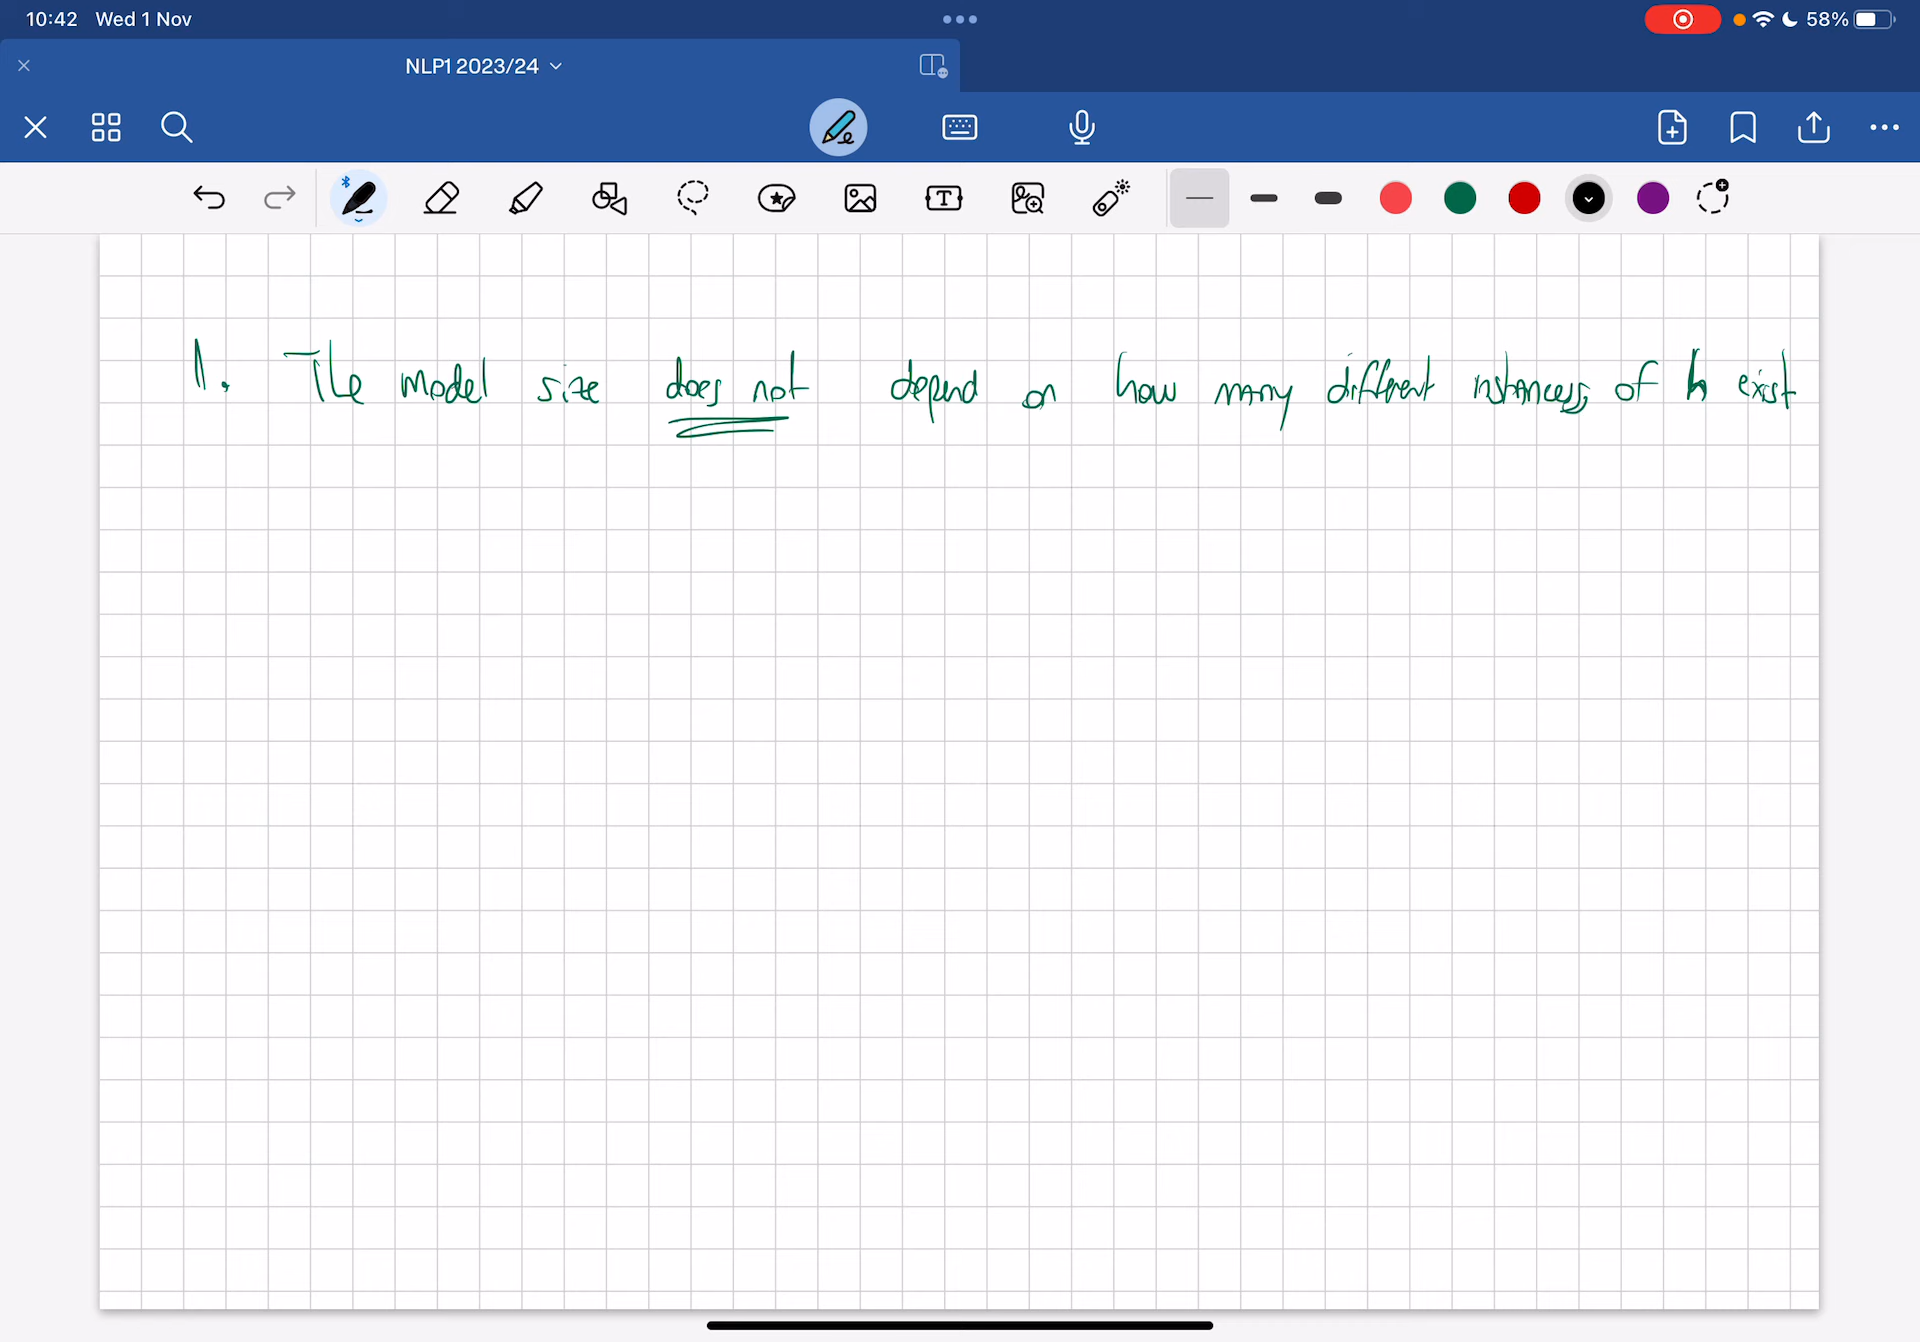 10:42 Wed 1 Nov
58%
NLP1 2023/24
1. The model size does not depend on how many different instances of h exist